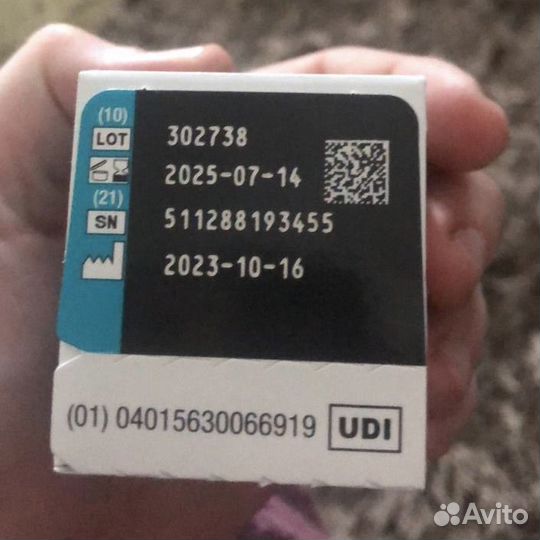 (10)
LOT 302738
2025-07-14
(21)
SN 511288193455
2023-10-16
(01) 04015630066919 UDI
Avito